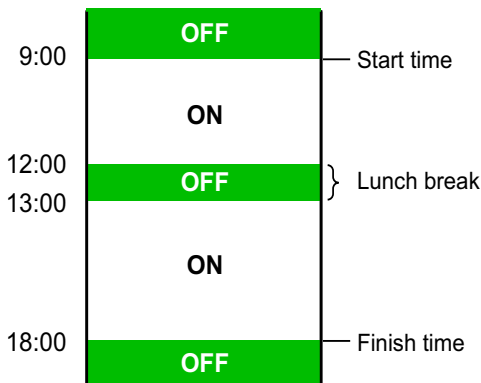 OFF
9:00
Start time
ON
12:00
OFF
Lunch break
13:00
ON
18:00
Finish time
OFF